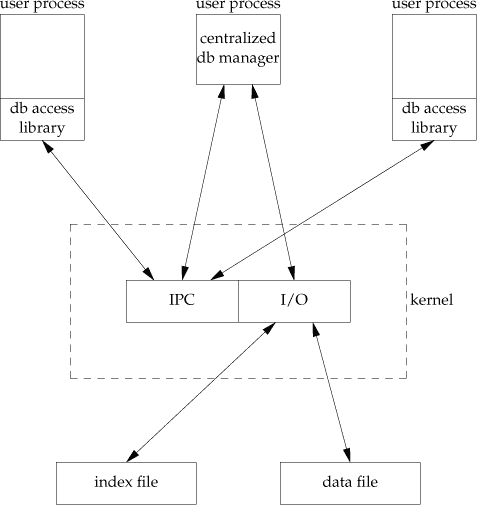 user process
user process
user process
centralized
db manager
db access
library
db access
library
IPC
I/O
kernel
index file
data file